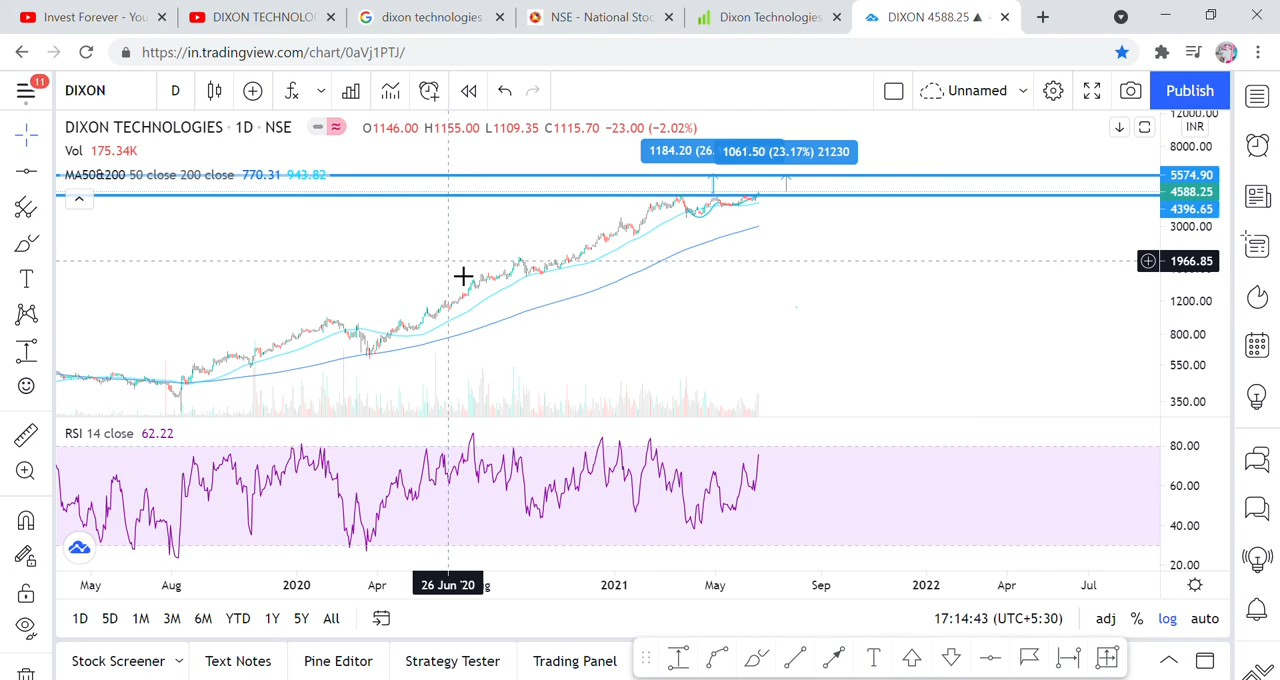 Invest Forever - You
DIXON TECHNOLO
dixon technologies
NSE - National Stoc
Dixon Technologies
DIXON 4588.25 ▲
https://in.tradingview.com/chart/0aVj1PTJ/
11
DIXON
D
Unnamed
Publish
DIXON TECHNOLOGIES · 1D · NSE
O1146.00 H1155.00 L1109.35 C1115.70 −23.00 (−2.02%)
Vol 175.34K
MA50&200 50 close 200 close 770.31 943.82
1184.20 (26.
1061.50 (23.17%) 21230
12000.00
INR
8000.00
5574.90
4588.25
4396.65
3000.00
1966.85
1200.00
800.00
550.00
350.00
RSI 14 close 62.22
80.00
60.00
40.00
20.00
May
Aug
2020
Apr
26 Jun '20
2021
May
Sep
2022
Apr
Jul
1D 5D 1M 3M 6M YTD 1Y 5Y All
17:14:43 (UTC+5:30)
adj % log auto
Stock Screener
Text Notes
Pine Editor
Strategy Tester
Trading Panel